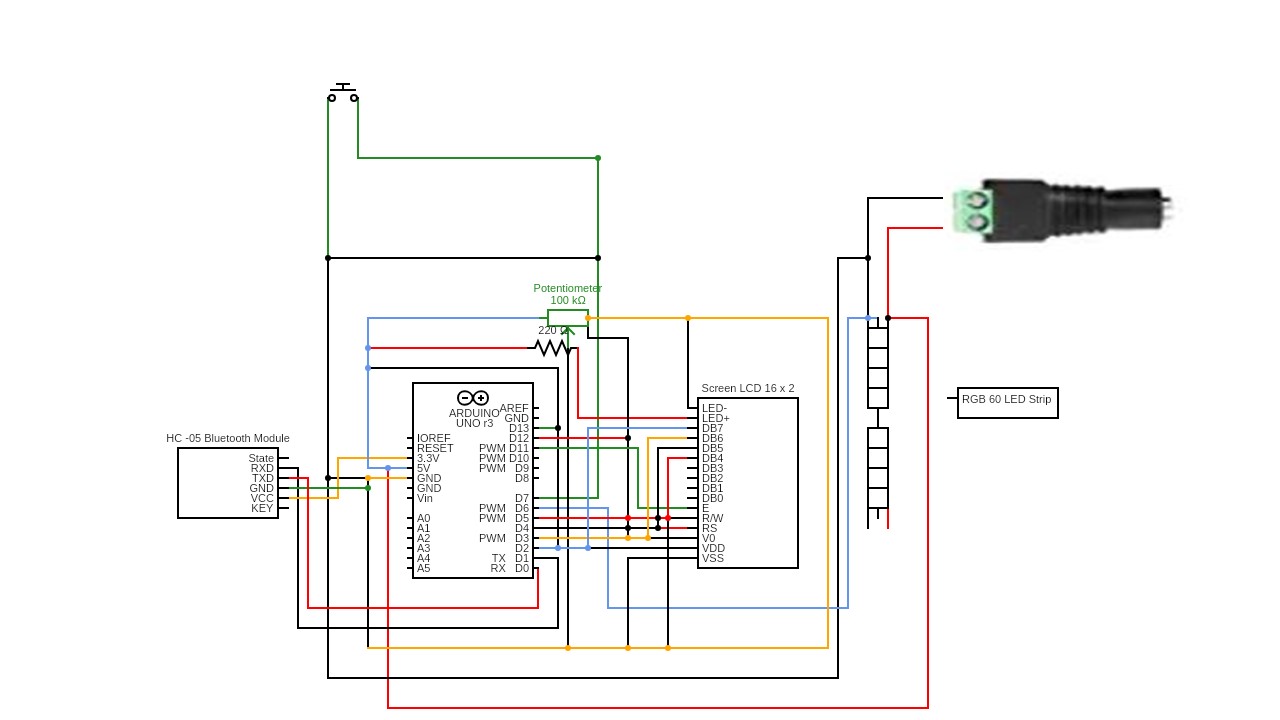 Potentiometer
100 kΩ
220 Ω
Screen LCD 16 x 2
HC -05 Bluetooth Module
State
RXD
TXD
GND
VCC
KEY
ARDUINO
UNO r3
IOREF
RESET
3.3V
5V
GND
GND
Vin
A0
A1
A2
A3
A4
A5
AREF
GND
D13
D12
PWM D11
PWM D10
PWM D9
D8
D7
PWM D6
PWM D5
D4
PWM D3
D2
TX D1
RX D0
LED-
LED+
DB7
DB6
DB5
DB4
DB3
DB2
DB1
DB0
E
R/W
RS
V0
VDD
VSS
RGB 60 LED Strip